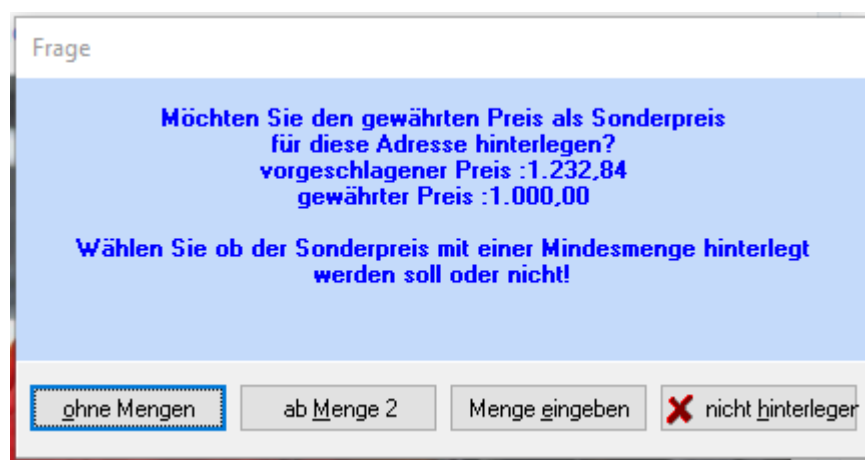 Frage
Möchten Sie den gewährten Preis als Sonderpreis
für diese Adresse hinterlegen?
vorgeschlagener Preis :1.232,84
gewährter Preis :1.000,00
Wählen Sie ob der Sonderpreis mit einer Mindesmenge hinterlegt
werden soll oder nicht!
ohne Mengen ab Menge 2 Menge eingeben nicht hinterleger